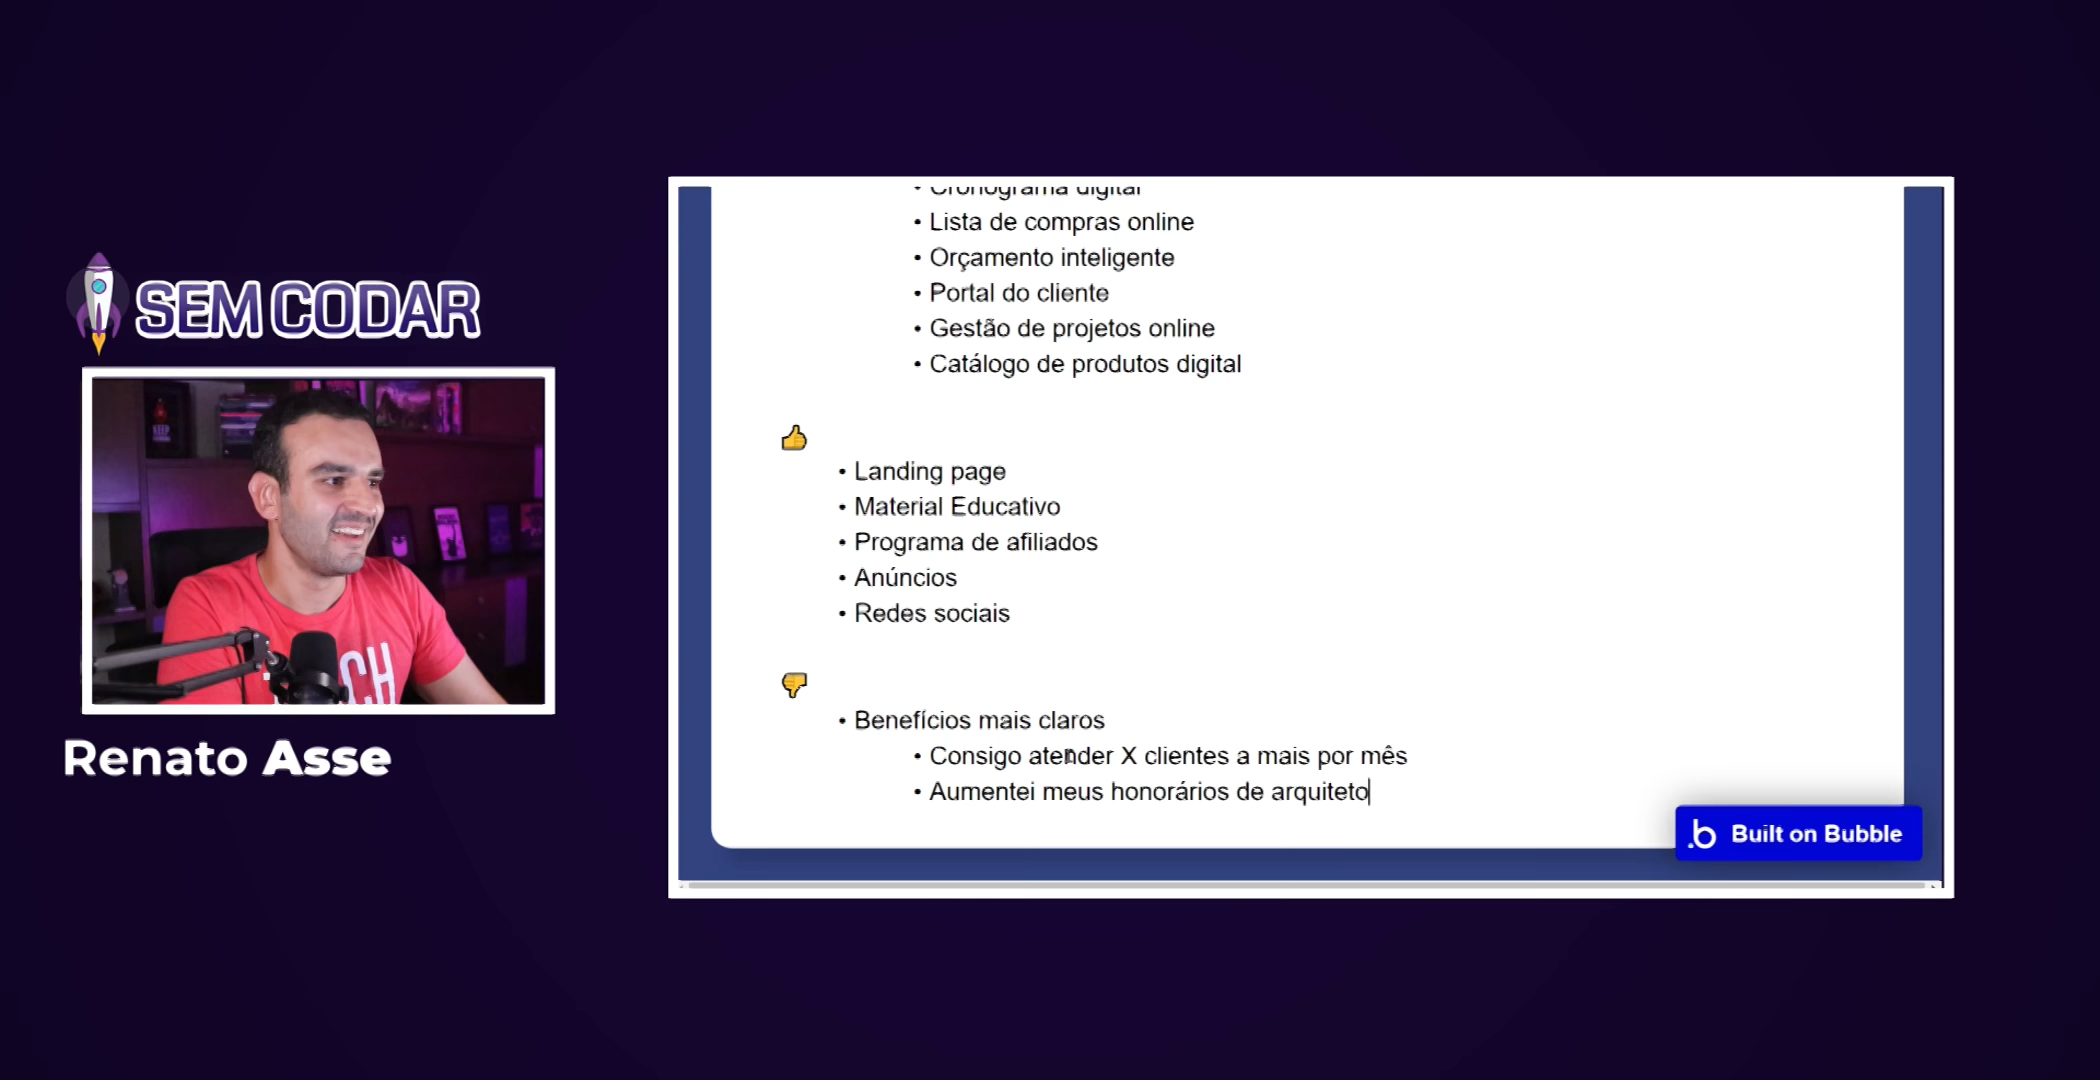 SEM CODAR
Renato Asse
• Cronograma digital
• Lista de compras online
• Orçamento inteligente
• Portal do cliente
• Gestão de projetos online
• Catálogo de produtos digital
👍
• Landing page
• Material Educativo
• Programa de afiliados
• Anúncios
• Redes sociais
👎
• Benefícios mais claros
• Consigo atender X clientes a mais por mês
• Aumentei meus honorários de arquiteto
.b Built on Bubble